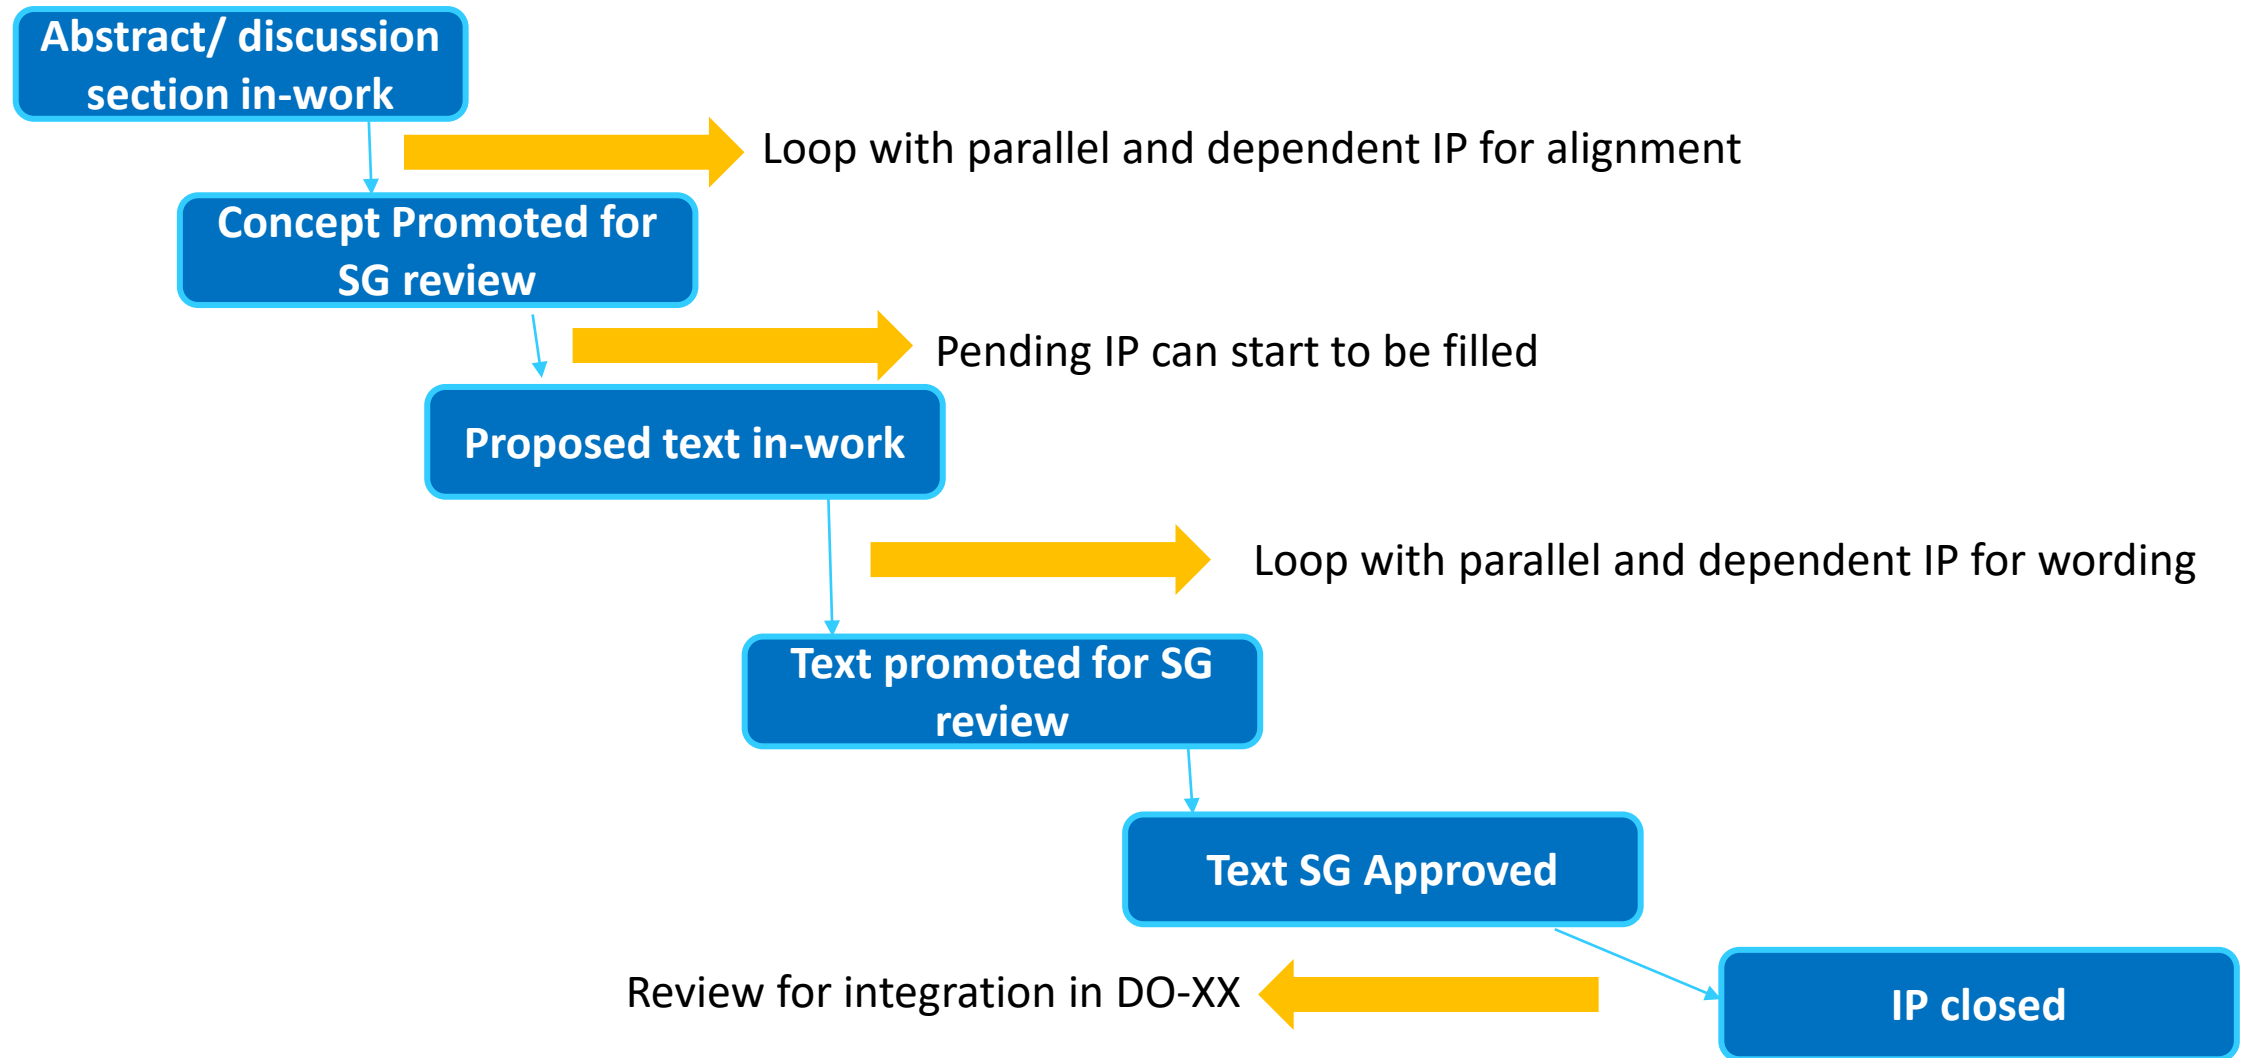 Abstract/ discussion
section in-work
Loop with parallel and dependent IP for alignment
Concept Promoted for
SG review
Pending IP can start to be filled
Proposed text in-work
Loop with parallel and dependent IP for wording
Text promoted for SG
review
Text SG Approved
Review for integration in DO-XX
IP closed